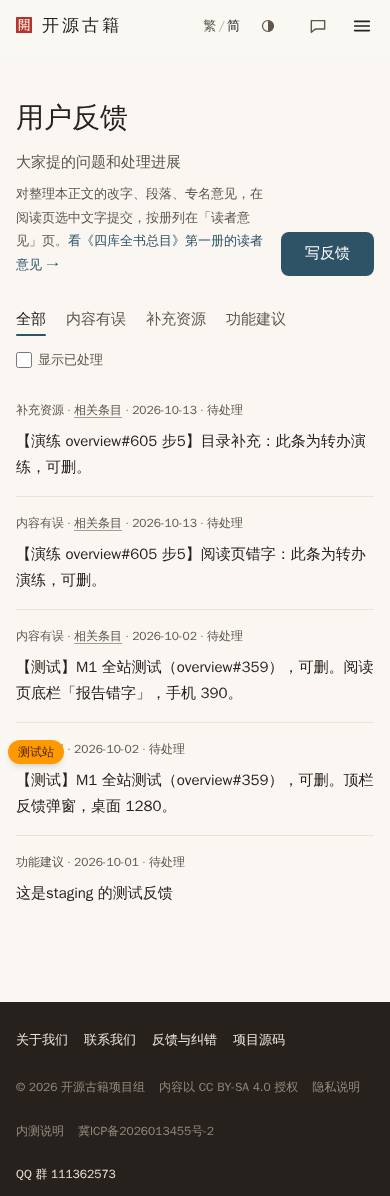 開 开源古籍 繁 / 简
用户反馈
大家提的问题和处理进展
对整理本正文的改字、段落、专名意见，在
阅读页选中文字提交，按册列在「读者意
见」页。看《四库全书总目》第一册的读者
意见 →
写反馈
全部 内容有误 补充资源 功能建议
显示已处理
补充资源 · 相关条目 · 2026-10-13 · 待处理
【演练 overview#605 步5】目录补充：此条为转办演
练，可删。
内容有误 · 相关条目 · 2026-10-13 · 待处理
【演练 overview#605 步5】阅读页错字：此条为转办
演练，可删。
内容有误 · 相关条目 · 2026-10-02 · 待处理
【测试】M1 全站测试（overview#359），可删。阅读
页底栏「报告错字」，手机 390。
测试站 · 2026-10-02 · 待处理
【测试】M1 全站测试（overview#359），可删。顶栏
反馈弹窗，桌面 1280。
功能建议 · 2026-10-01 · 待处理
这是staging 的测试反馈
关于我们 联系我们 反馈与纠错 项目源码
© 2026 开源古籍项目组 内容以 CC BY-SA 4.0 授权 隐私说明
内测说明 冀ICP备2026013455号-2
QQ 群 111362573